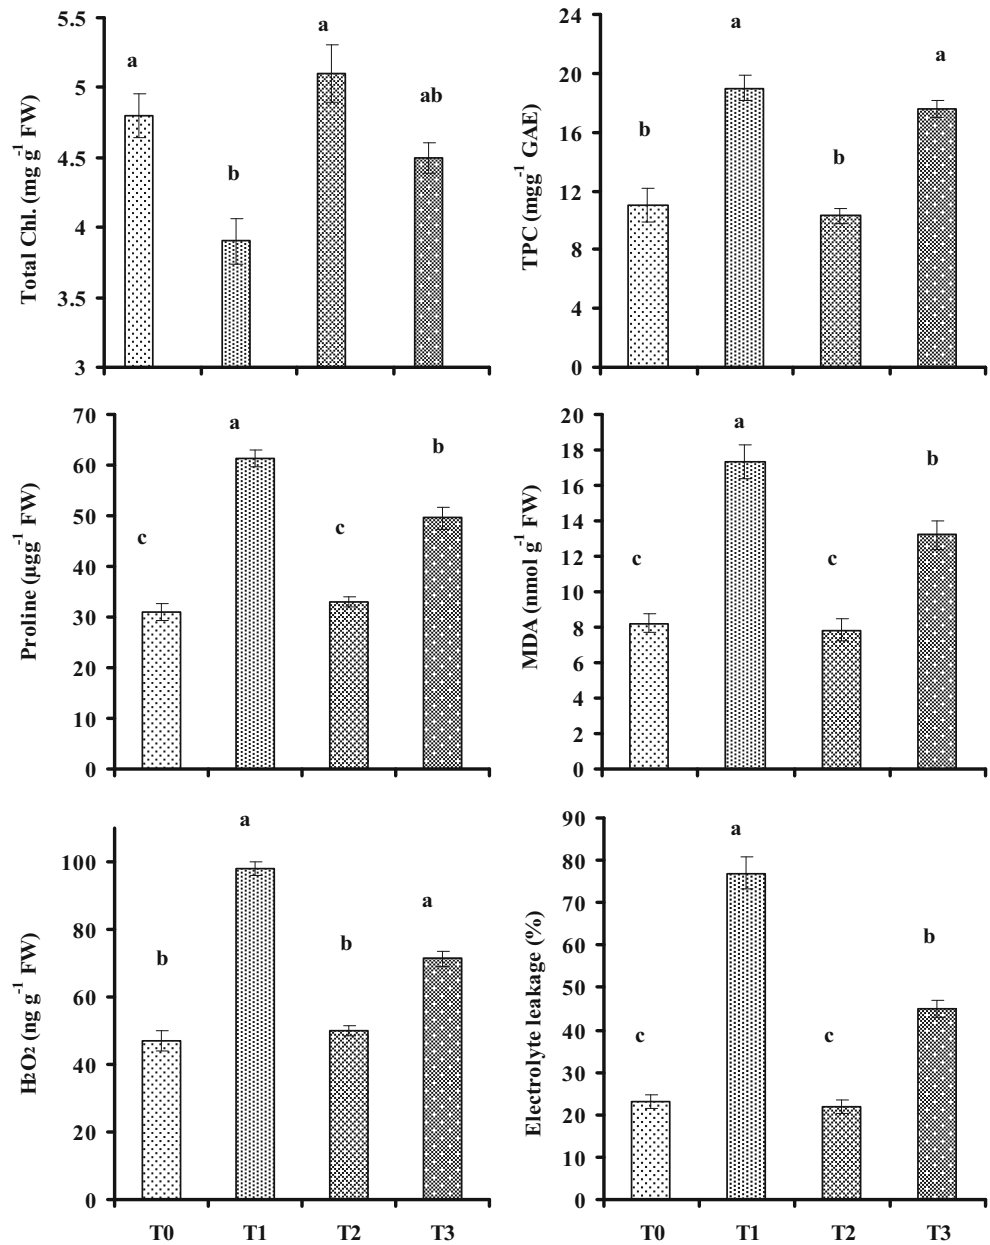 Total Chl. (mg g-1 FW)
5.5
5
4.5
4
3.5
3
a
b
a
ab
TPC (mgg-1 GAE)
24
20
16
12
8
4
0
b
a
b
a
Proline (µgg-1 FW)
70
60
50
40
30
20
10
0
c
a
c
b
MDA (nmol g-1 FW)
20
18
16
14
12
10
8
6
4
2
0
c
a
c
b
H2O2 (ng g-1 FW)
100
80
60
40
20
0
b
a
b
a
T0 T1 T2 T3
Electrolyte leakage (%)
90
80
70
60
50
40
30
20
10
0
c
a
c
b
T0 T1 T2 T3